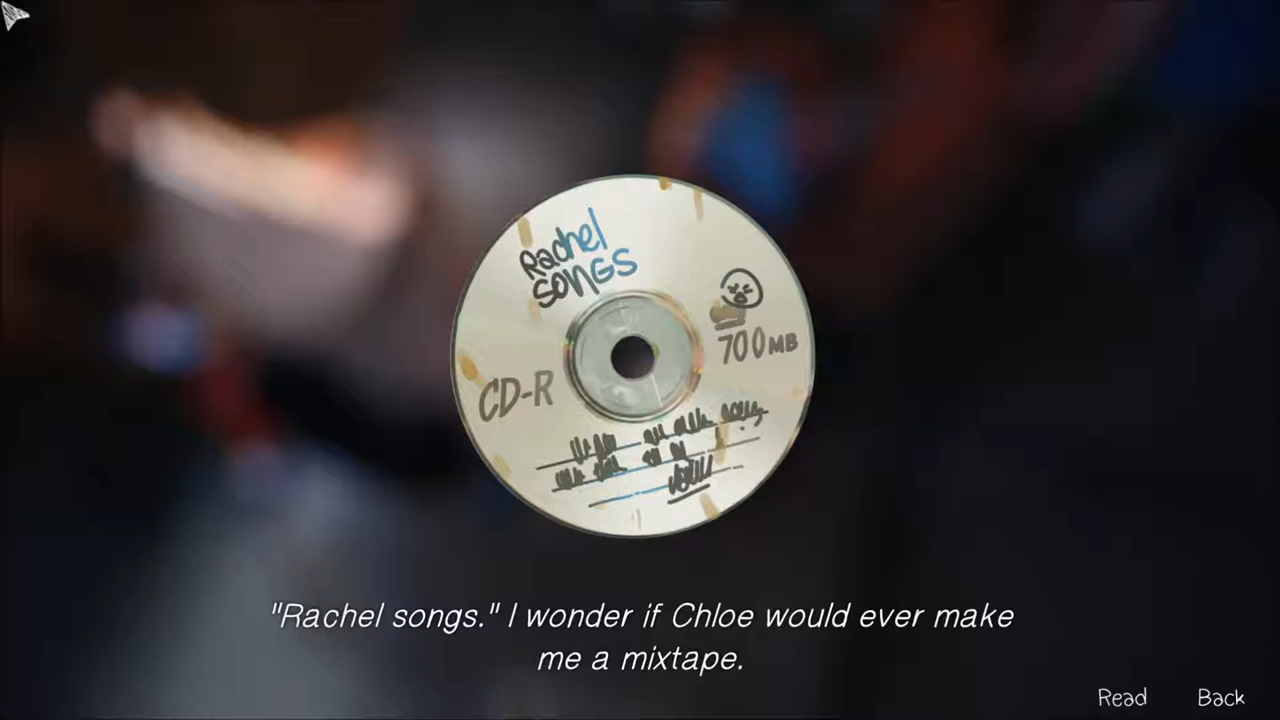 Rachel
SONGS
700MB
CD-R
"Rachel songs." I wonder if Chloe would ever make
me a mixtape.
Read
Back